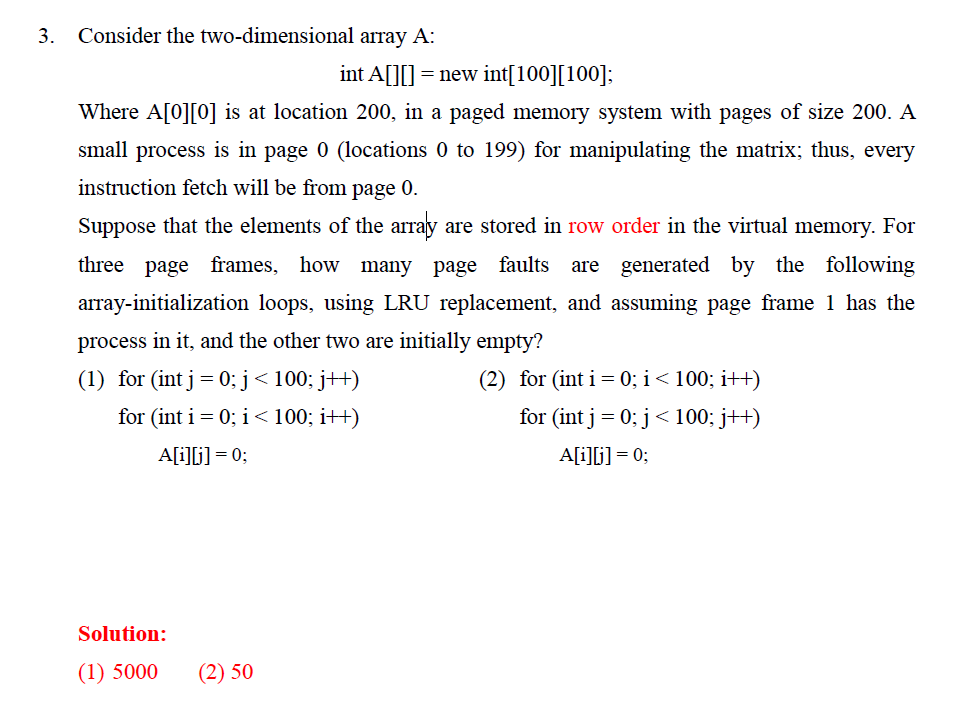 3. Consider the two-dimensional array A:
int A[][] = new int[100][100];
Where A[0][0] is at location 200, in a paged memory system with pages of size 200. A
small process is in page 0 (locations 0 to 199) for manipulating the matrix; thus, every
instruction fetch will be from page 0.
Suppose that the elements of the array are stored in row order in the virtual memory. For
three page frames, how many page faults are generated by the following
array-initialization loops, using LRU replacement, and assuming page frame 1 has the
process in it, and the other two are initially empty?
(1) for (int j = 0; j < 100; j++) (2) for (int i = 0; i < 100; i++)
for (int i = 0; i < 100; i++) for (int j = 0; j < 100; j++)
A[i][j] = 0; A[i][j] = 0;
Solution:
(1) 5000 (2) 50